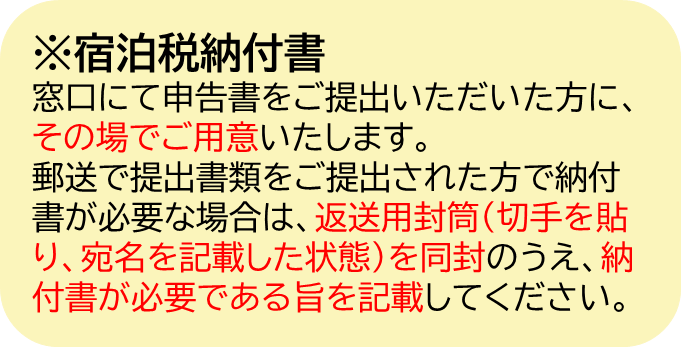 ※宿泊税納付書
窓口にて申告書をご提出いただいた方に、
その場でご用意いたします。
郵送で提出書類をご提出された方で納付
書が必要な場合は、返送用封筒(切手を貼
り、宛名を記載した状態)を同封のうえ、納
付書が必要である旨を記載してください。